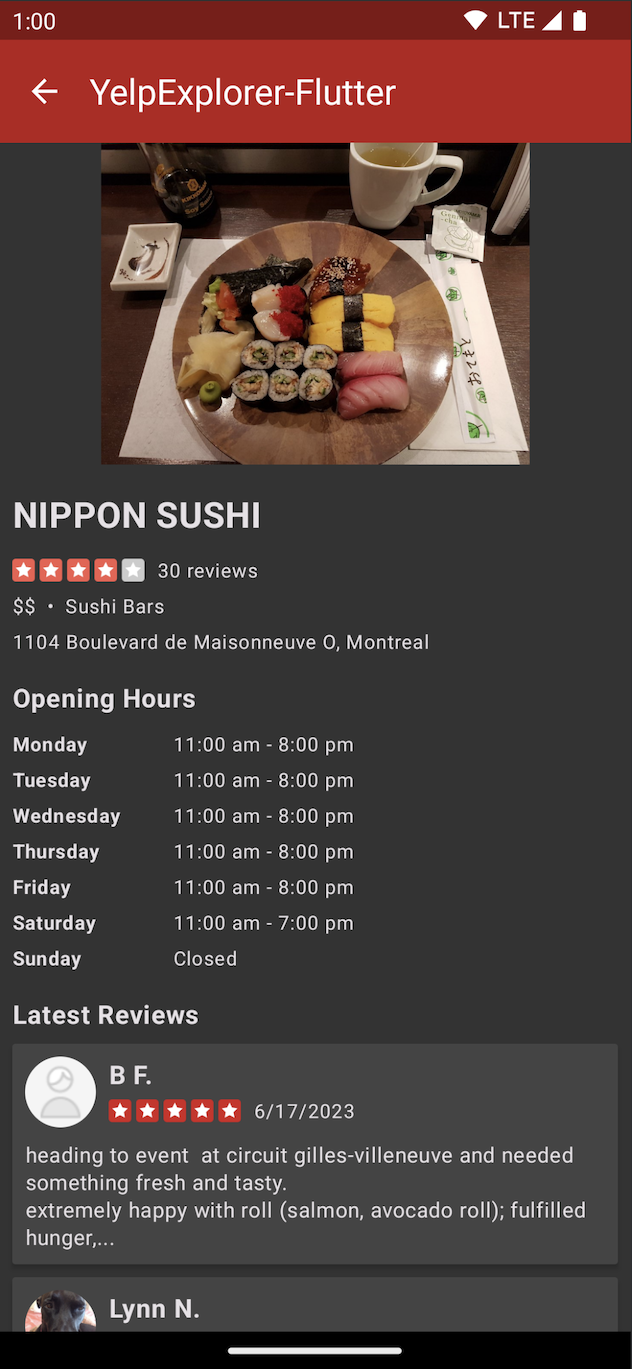 1:00 LTE
YelpExplorer-Flutter
おてもと
NIPPON SUSHI
30 reviews
$$ • Sushi Bars
1104 Boulevard de Maisonneuve O, Montreal
Opening Hours
Monday 11:00 am - 8:00 pm
Tuesday 11:00 am - 8:00 pm
Wednesday 11:00 am - 8:00 pm
Thursday 11:00 am - 8:00 pm
Friday 11:00 am - 8:00 pm
Saturday 11:00 am - 7:00 pm
Sunday Closed
Latest Reviews
B F.
6/17/2023
heading to event  at circuit gilles-villeneuve and needed
something fresh and tasty.
extremely happy with roll (salmon, avocado roll); fulfilled
hunger,...
Lynn N.